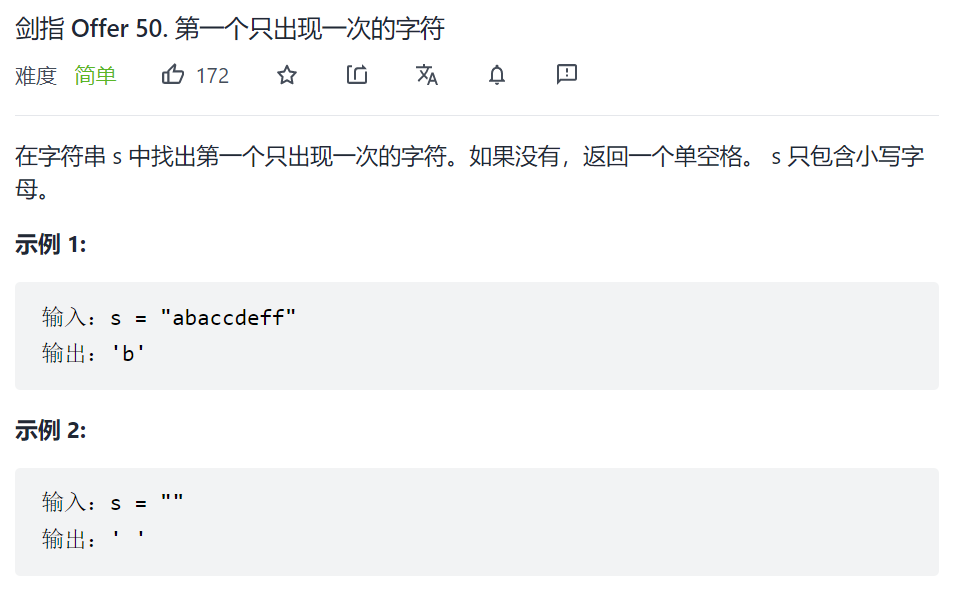 剑指 Offer 50. 第一个只出现一次的字符
难度 简单 172
在字符串 s 中找出第一个只出现一次的字符。如果没有，返回一个单空格。 s 只包含小写字
母。
示例 1:
输入：s = "abaccdeff"
输出：'b'
示例 2:
输入：s = ""
输出：' '